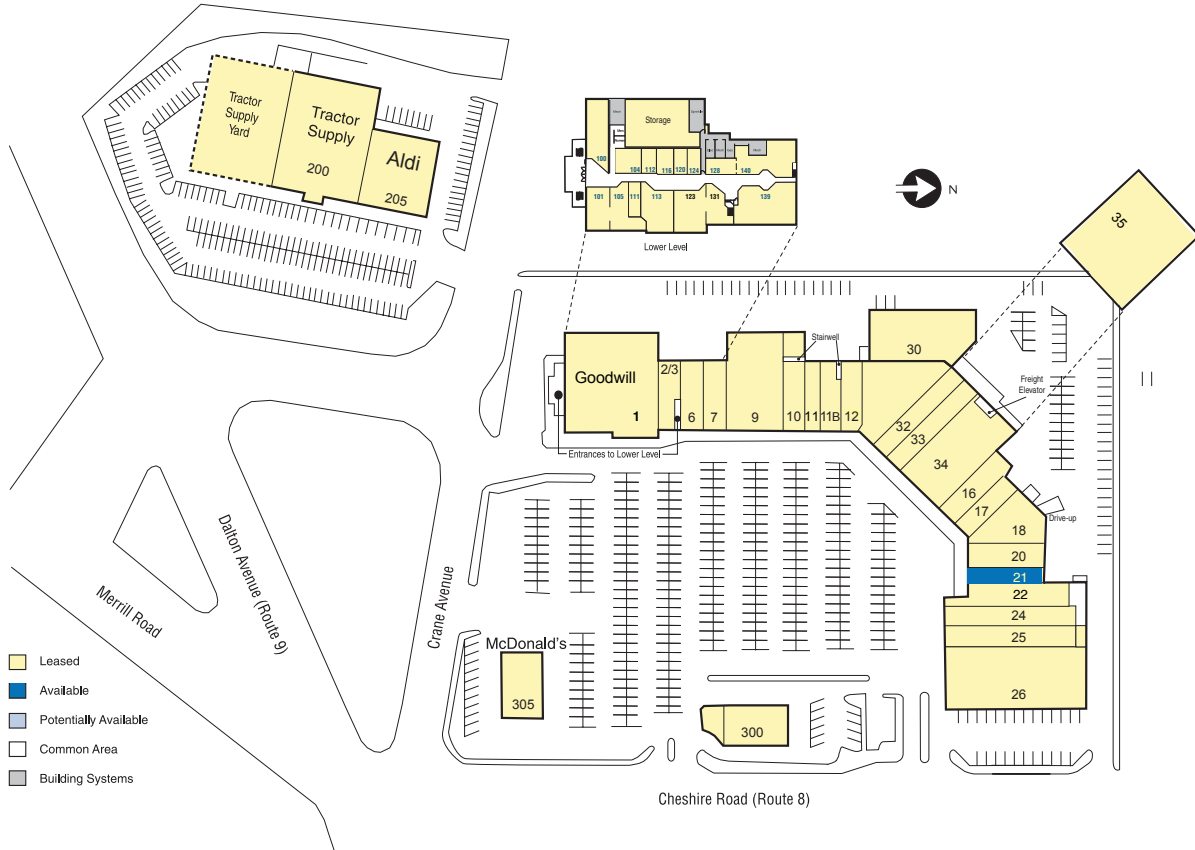 Tractor
Supply
Yard
Tractor
Supply
200
Aldi
205
Storage
100
104
112
116
120
124
128
140
101
105
111
113
123
131
139
Lower Level
N
35
Goodwill
1
2/3
6
7
9
10
11
11B
12
Stairwell
30
Freight
Elevator
32
33
34
16
17
18
Drive-up
20
21
22
24
25
26
Entrances to Lower Level
Dalton Avenue (Route 9)
Merrill Road
Crane Avenue
McDonald's
305
300
Cheshire Road (Route 8)
Leased
Available
Potentially Available
Common Area
Building Systems